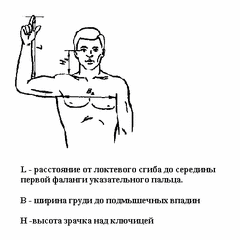 L
H
B
L - расстояние от локтевого сгиба до середины
первой фаланги указательного пальца.
B - ширина груди до подмышечных впадин
H -высота зрачка над ключицей